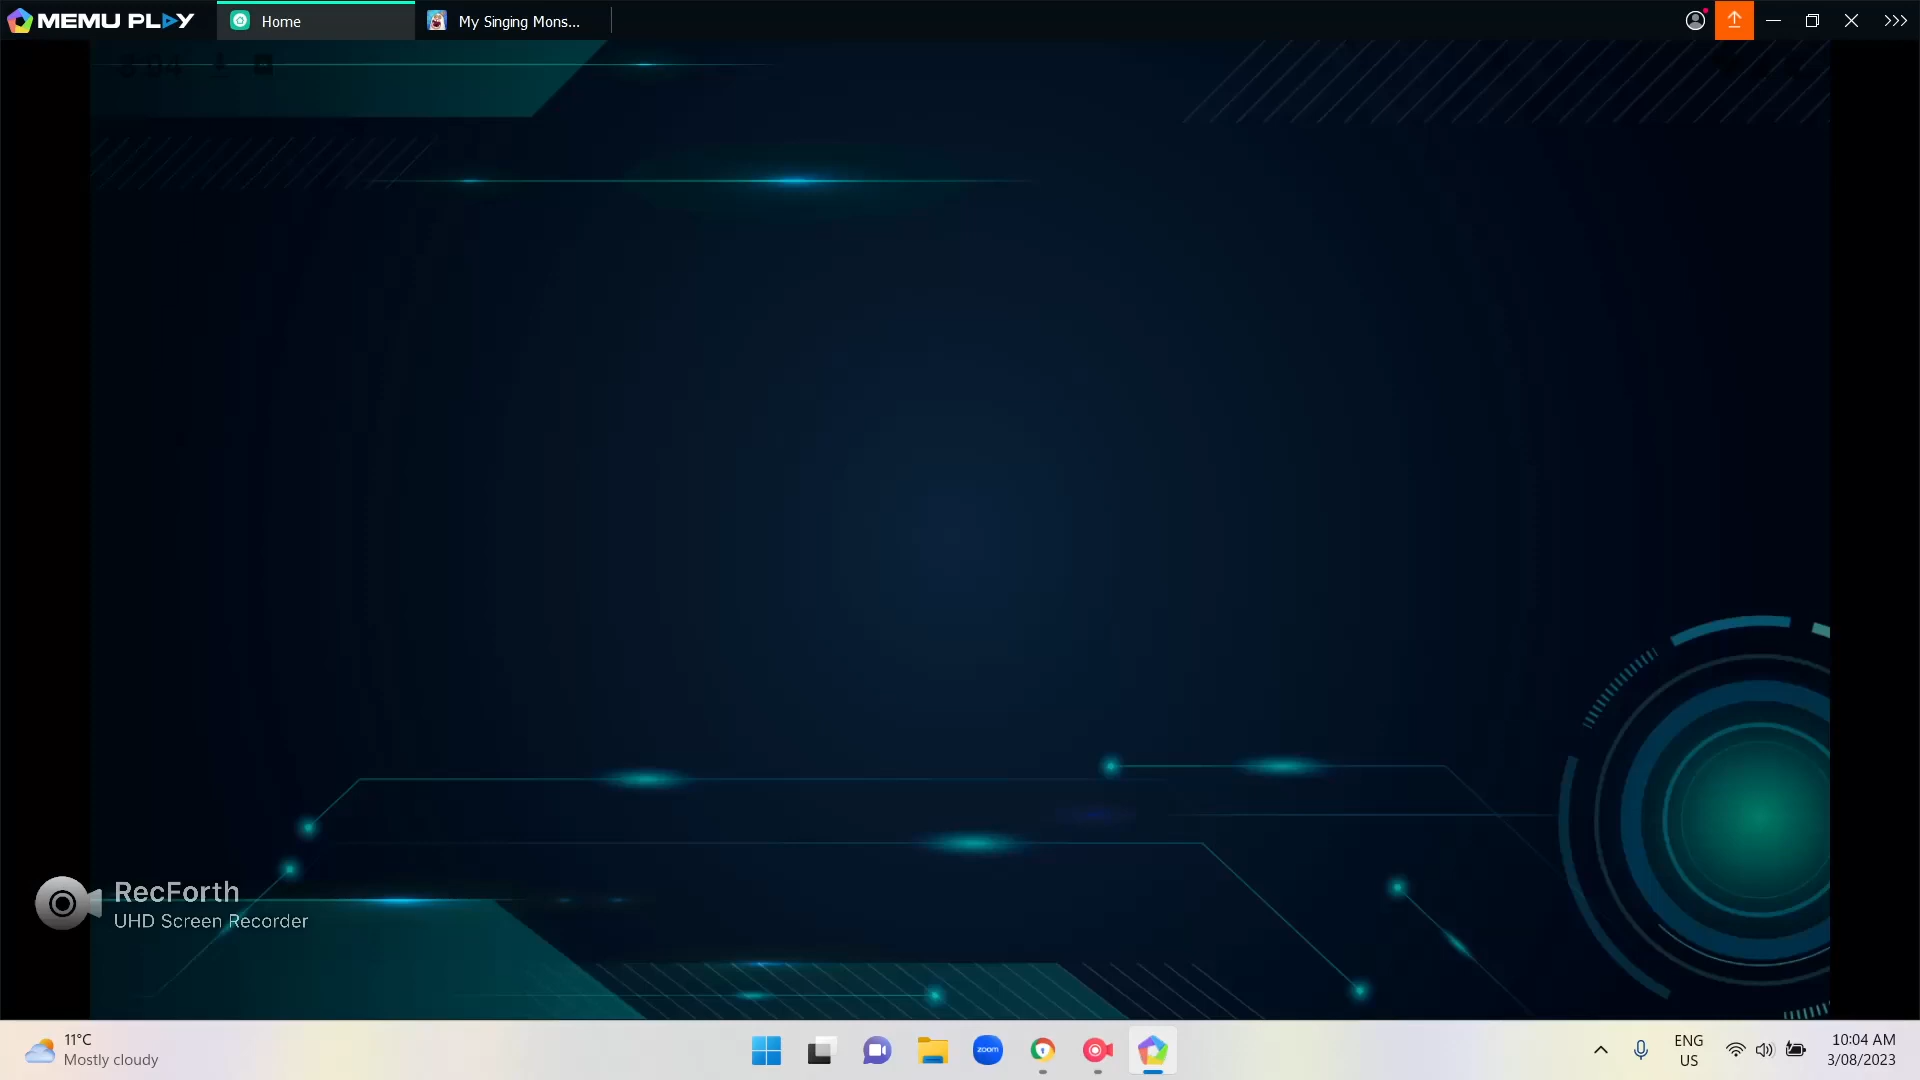 MEMU PLAY
Home
My Singing Mons...
RecForth
UHD Screen Recorder
11°C
Mostly cloudy
zoom
ENG
US
10:04 AM
3/08/2023